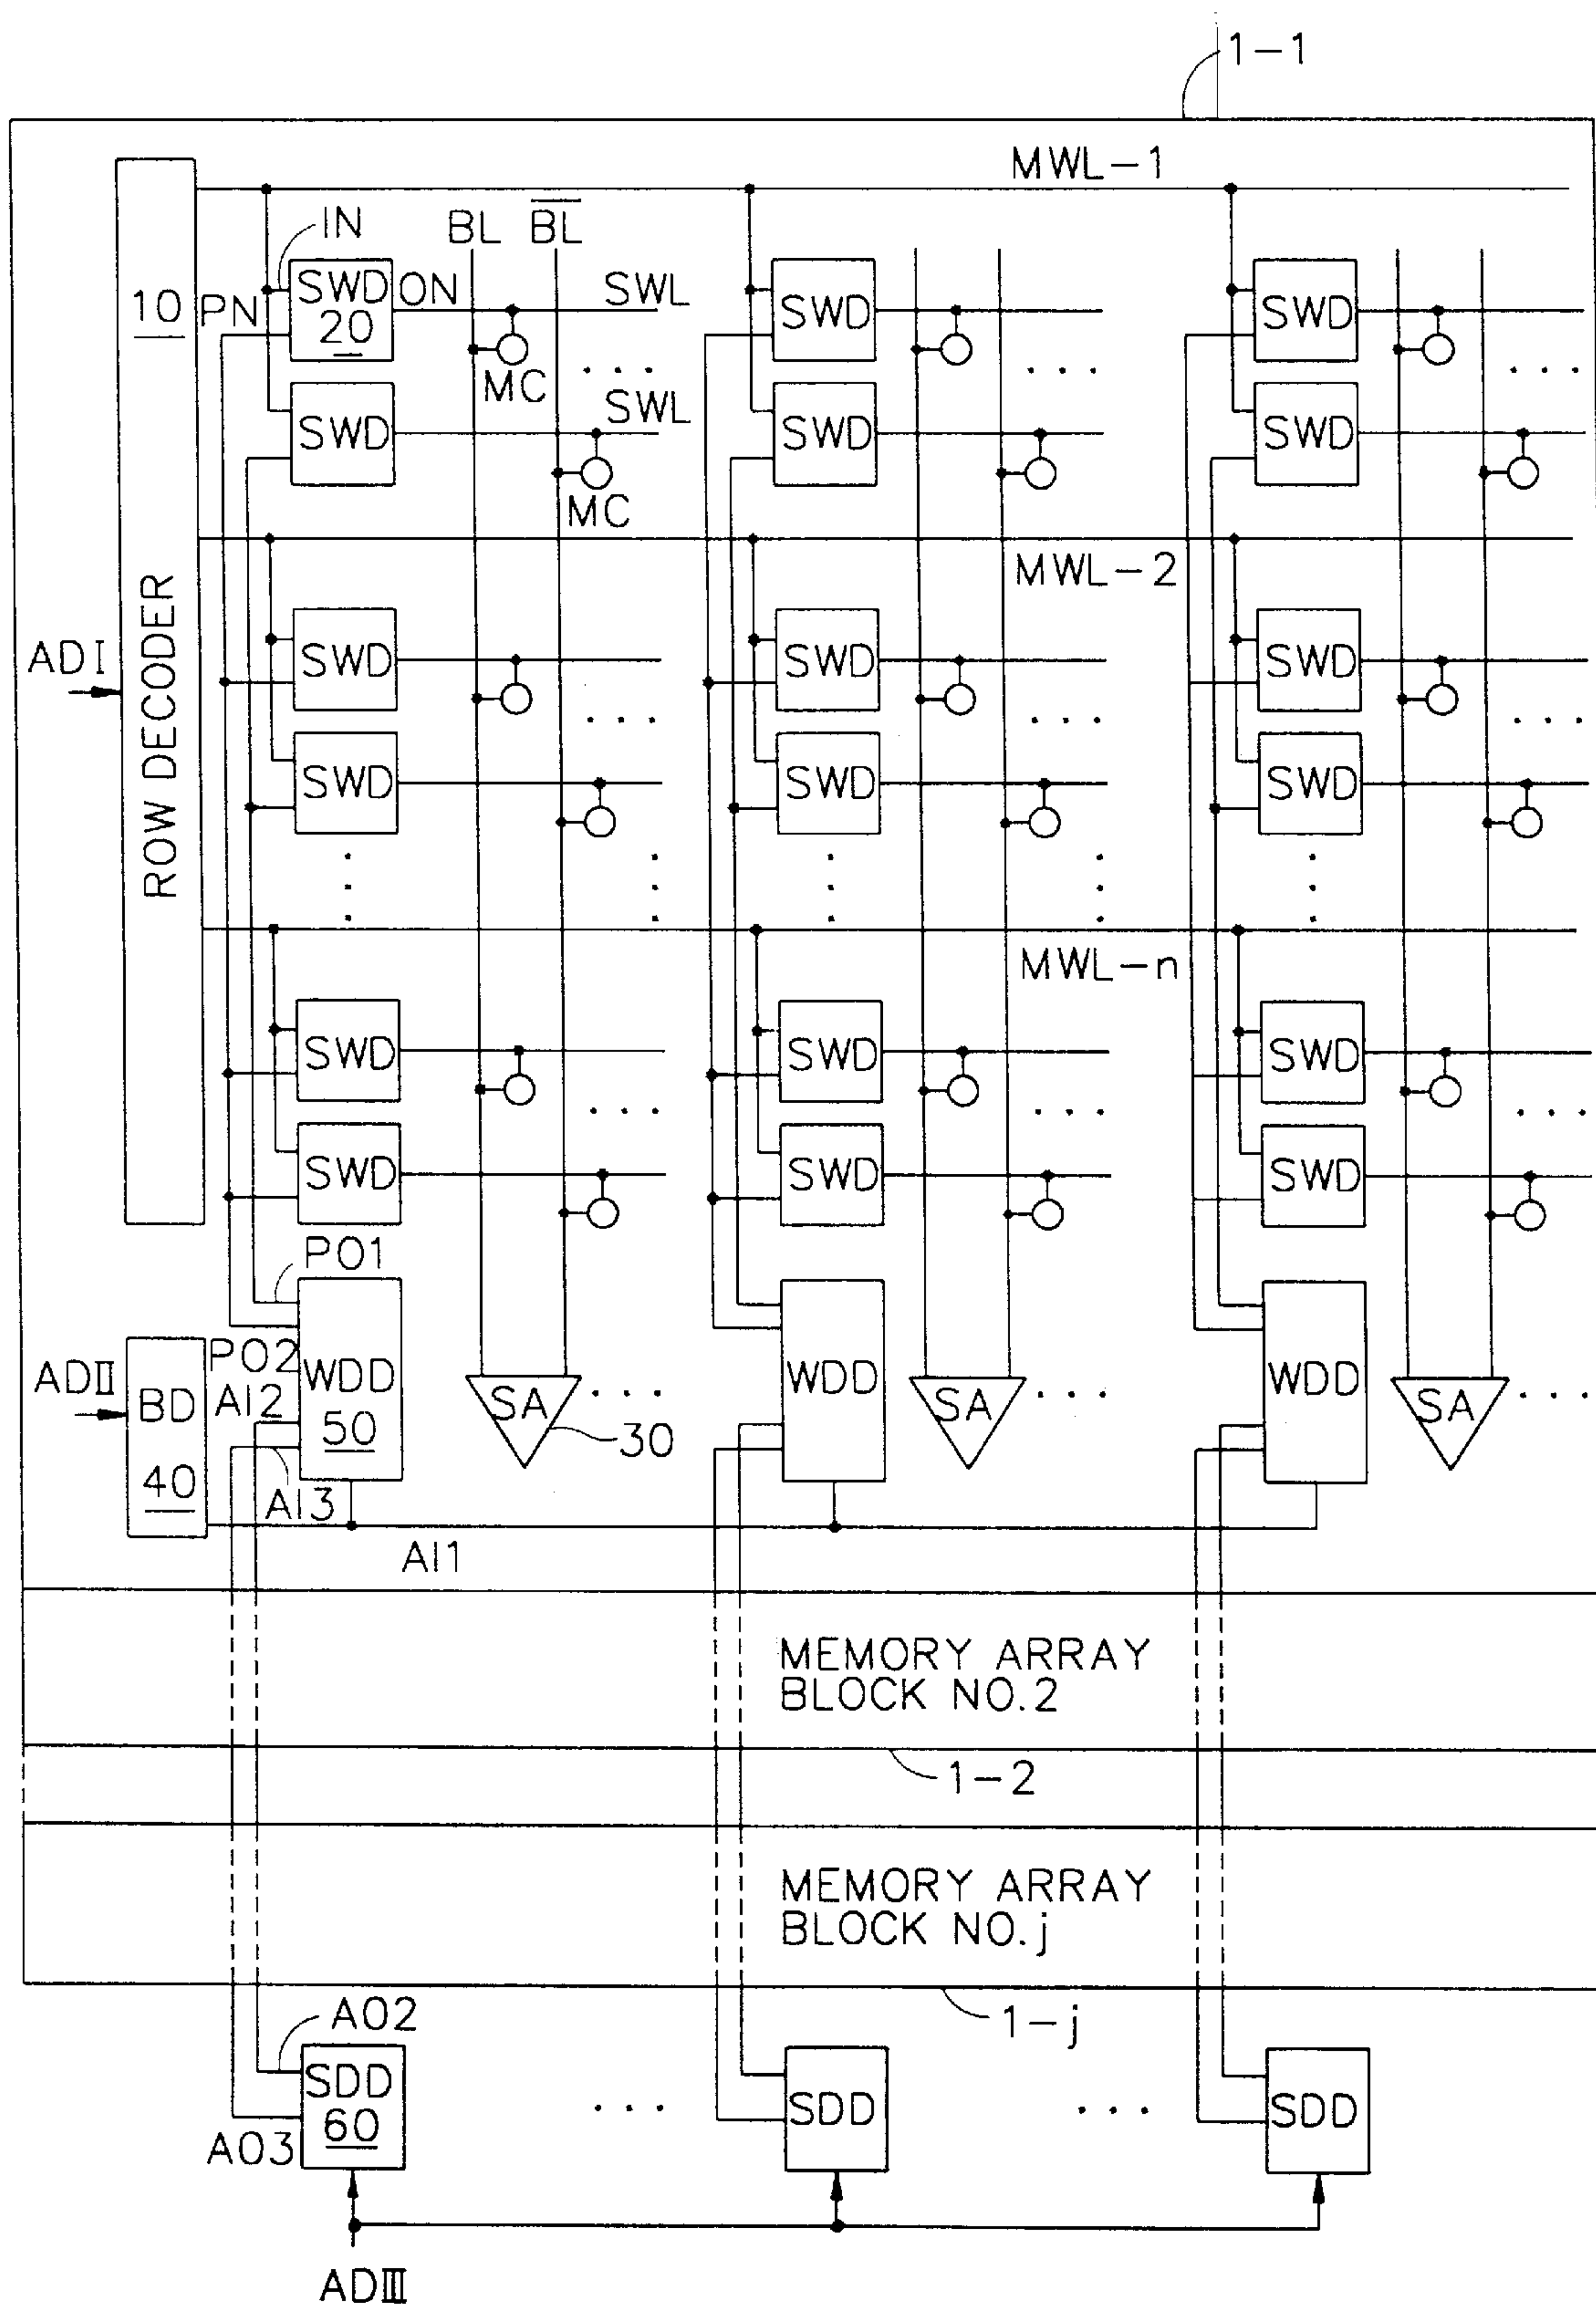 1-1
MWL-1
IN BL BL
10 PN SWD ON SWL SWD SWD
20
MC . . . . . . . . .
SWD SWL SWD SWD
MC
MWL-2
ROW DECODER
ADI
SWD SWD SWD
. . . . . . . . .
SWD SWD SWD
MWL-n
SWD SWD SWD
. . . . . . . . .
SWD SWD SWD
PO1
PO2
ADII BD AI2 WDD SA . . . WDD SA . . . WDD SA . . .
40 50 30
AI3
AI1
MEMORY ARRAY
BLOCK NO.2
1-2
MEMORY ARRAY
BLOCK NO.j
1-j
AO2
SDD . . . SDD . . . SDD
60
AO3
ADIII